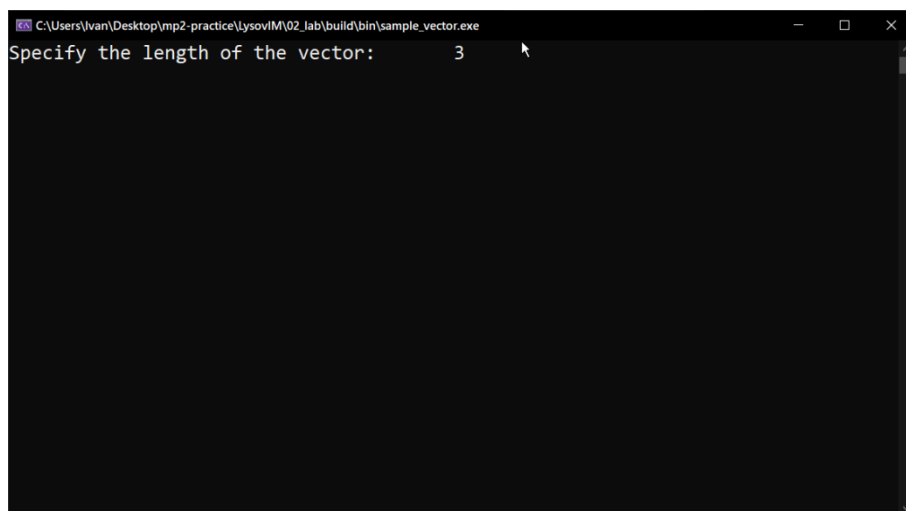 C:\Users\Ivan\Desktop\mp2-practice\LysovIM\02_lab\build\bin\sample_vector.exe
Specify the length of the vector: 3